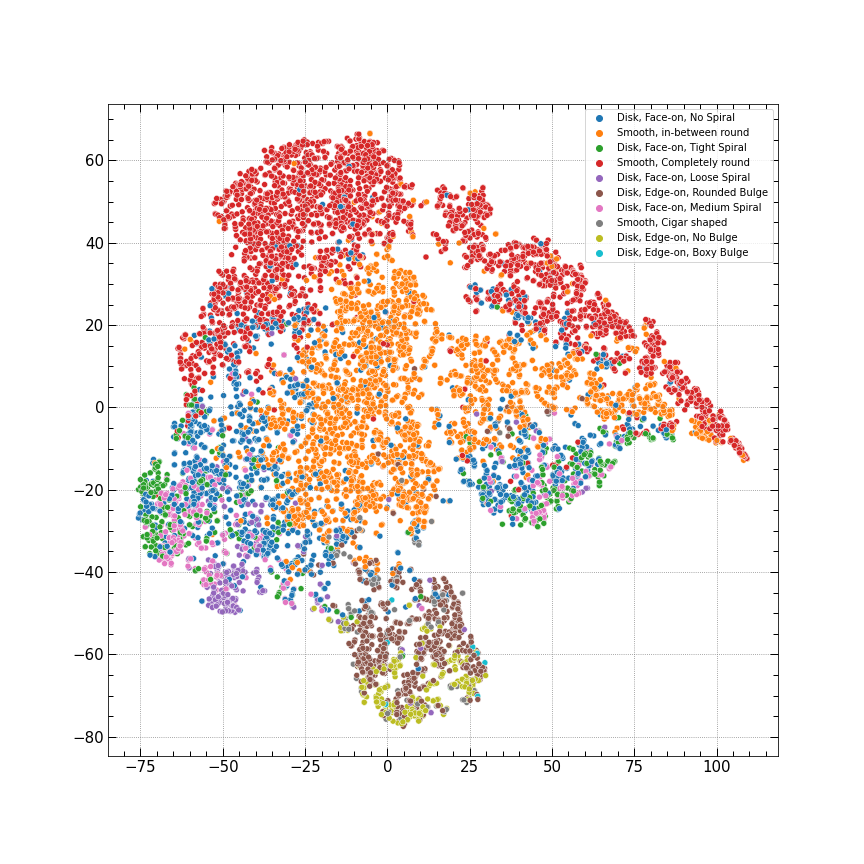 Disk, Face-on, No Spiral
Smooth, in-between round
Disk, Face-on, Tight Spiral
Smooth, Completely round
Disk, Face-on, Loose Spiral
Disk, Edge-on, Rounded Bulge
Disk, Face-on, Medium Spiral
Smooth, Cigar shaped
Disk, Edge-on, No Bulge
Disk, Edge-on, Boxy Bulge
60
40
20
0
−20
−40
−60
−80
−75 −50 −25 0 25 50 75 100